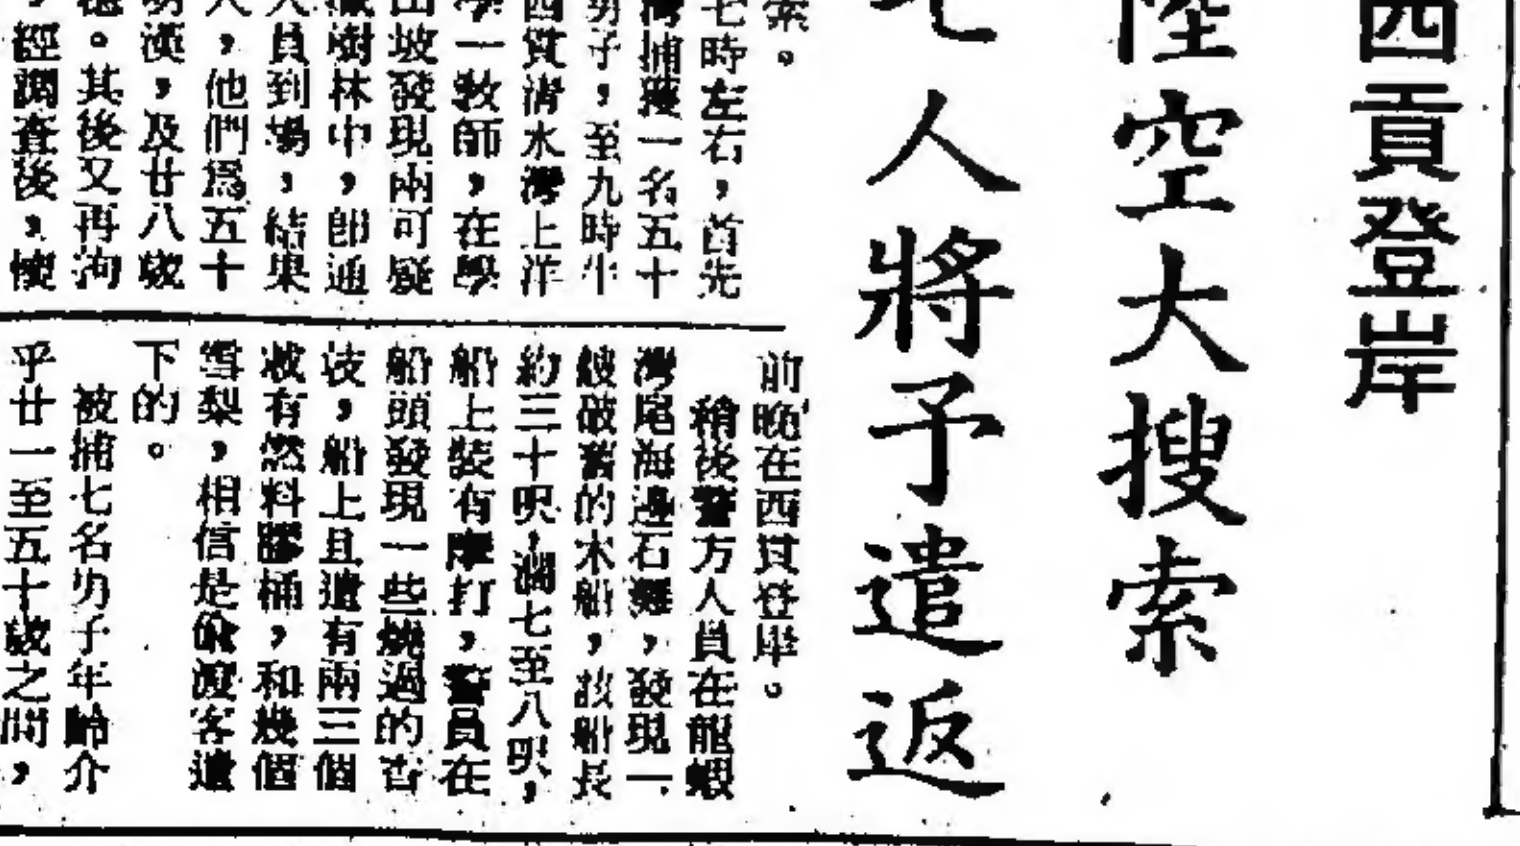 西貢登岸
陸空大搜索
七人將予遣返
索。
七時左右，首先
灣捕獲一名五十
男子，至九時半
西貢清水灣上洋
學一牧師，在學
山坡發現兩可疑
樹林中，即通
人員到場，結果
人，他們為五十
漢，及廿八歲
。其後又再洵
，經調查後，懷
前晚在西貢登岸。
稍後警方人員在龍蝦
灣尾海邊石灘，發現一
艘破舊的木船，該船長
約三十呎，濶七至八呎，
船上裝有摩打，警員在
船頭發現一些燒過的香
枝，船上且遺有兩三個
載有燃料膠桶，和幾個
雪梨，相信是偷渡客遺
下的。
被捕七名男子年齡介
乎廿一至五十歲之間，